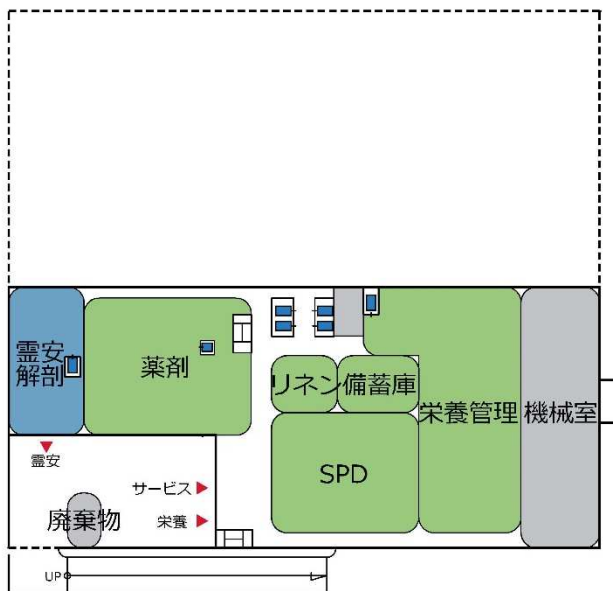 霊安
解剖
薬剤
リネン
備蓄庫
栄養管理
機械室
SPD
霊安
サービス
廃棄物
栄養
UP